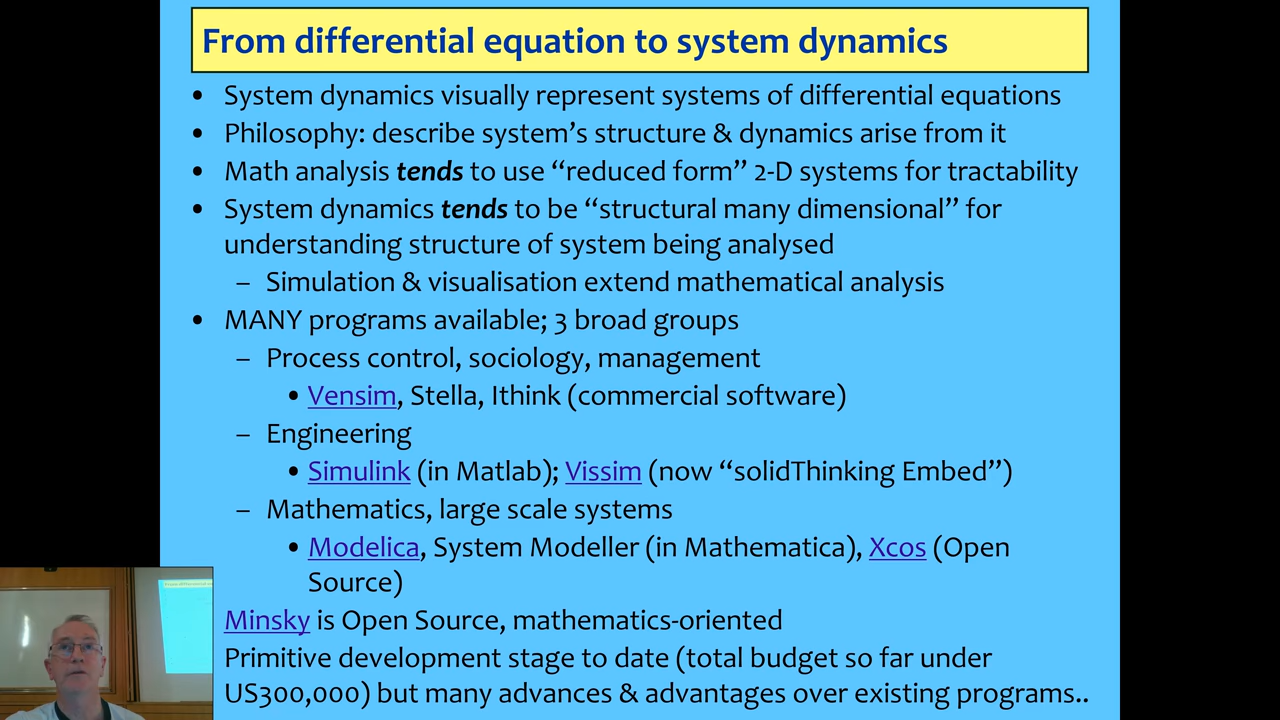 From differential equation to system dynamics
• System dynamics visually represent systems of differential equations
• Philosophy: describe system’s structure & dynamics arise from it
• Math analysis tends to use “reduced form” 2-D systems for tractability
• System dynamics tends to be “structural many dimensional” for
understanding structure of system being analysed
– Simulation & visualisation extend mathematical analysis
• MANY programs available; 3 broad groups
– Process control, sociology, management
• Vensim, Stella, Ithink (commercial software)
– Engineering
• Simulink (in Matlab); Vissim (now “solidThinking Embed”)
– Mathematics, large scale systems
• Modelica, System Modeller (in Mathematica), Xcos (Open
Source)
Minsky is Open Source, mathematics-oriented
Primitive development stage to date (total budget so far under
US300,000) but many advances & advantages over existing programs..